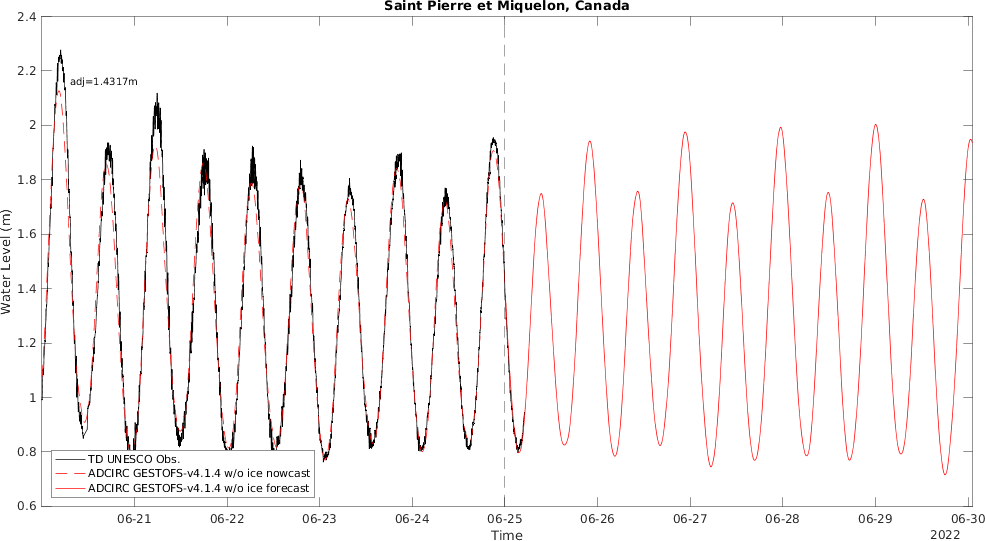 Saint Pierre et Miquelon, Canada
2.4
2.2
2
1.8
1.6
1.4
1.2
1
0.8
0.6
Water Level (m)
adj=1.4317m
TD UNESCO Obs.
ADCIRC GESTOFS-v4.1.4 w/o ice nowcast
ADCIRC GESTOFS-v4.1.4 w/o ice forecast
06-21 06-22 06-23 06-24 06-25 06-26 06-27 06-28 06-29 06-30
Time
2022